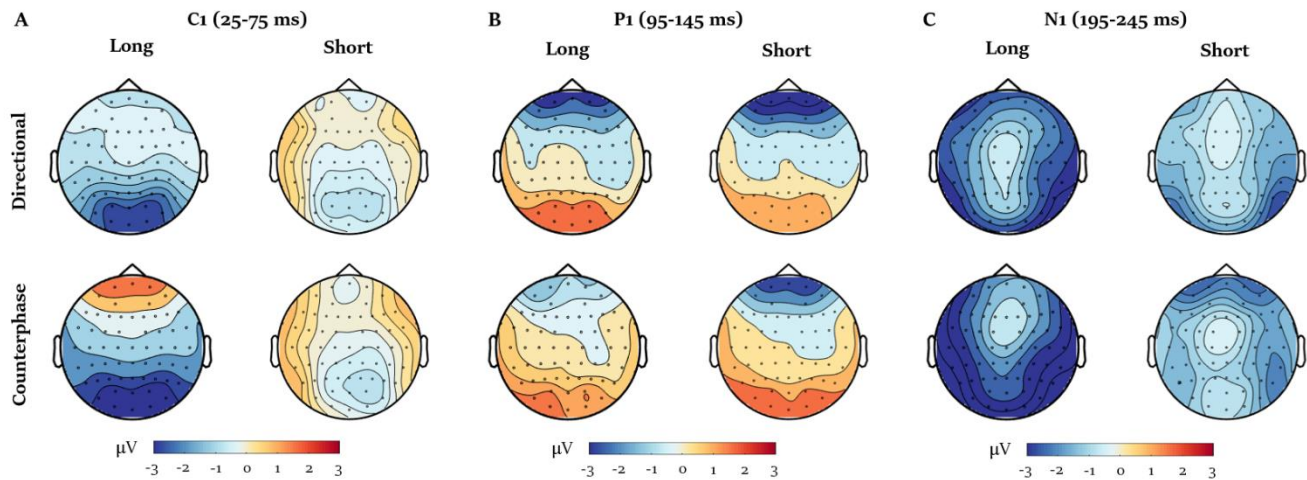 A C1 (25-75 ms) B P1 (95-145 ms) C N1 (195-245 ms)
Long Short Long Short Long Short
Directional
Counterphase
µV -3 -2 -1 0 1 2 3
µV -3 -2 -1 0 1 2 3
µV -3 -2 -1 0 1 2 3